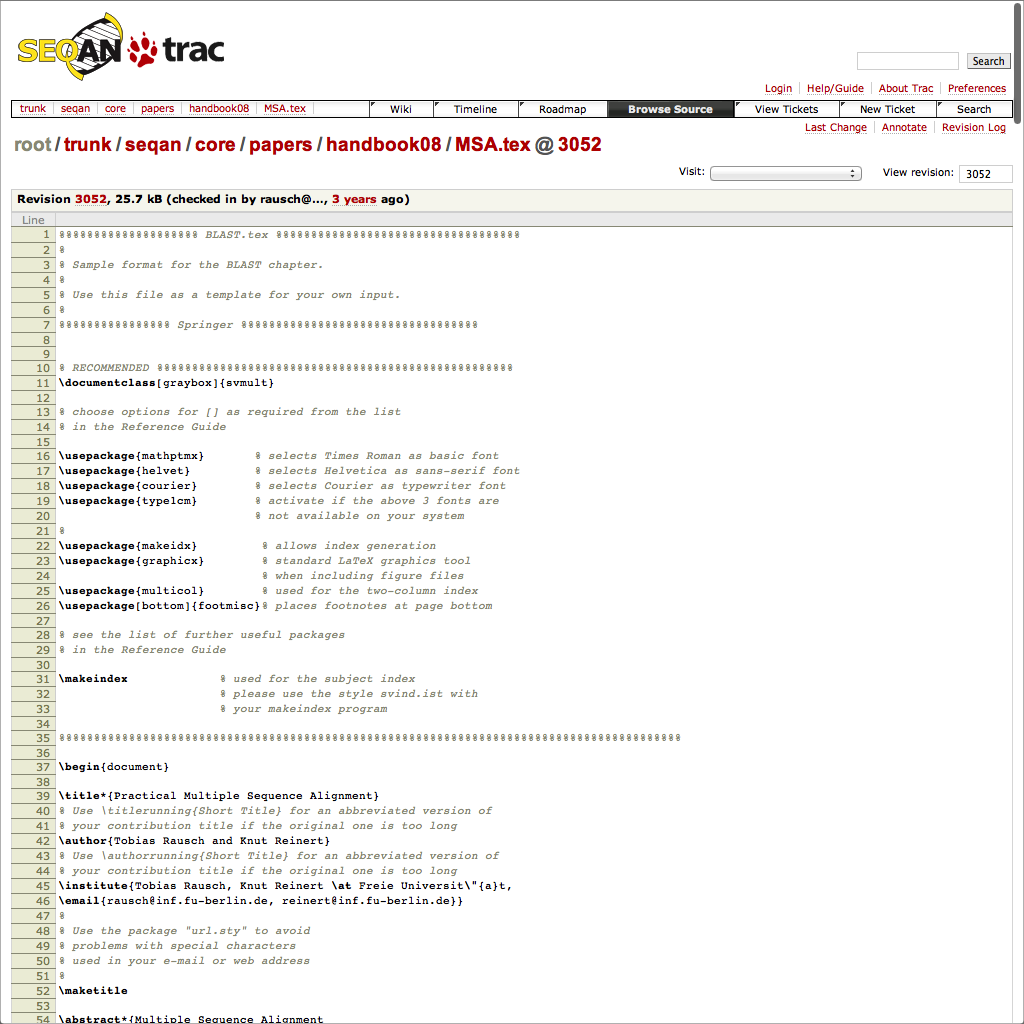 SEQAN trac
Search
Login Help/Guide About Trac Preferences
trunk seqan core papers handbook08 MSA.tex Wiki Timeline Roadmap Browse Source View Tickets New Ticket Search
Last Change Annotate Revision Log
root/trunk/seqan/core/papers/handbook08/MSA.tex @ 3052
Visit: View revision: 3052
Revision 3052, 25.7 kB (checked in by rausch@..., 3 years ago)
Line
1 %%%%%%%%%%%%%%%%%%%% BLAST.tex %%%%%%%%%%%%%%%%%%%%%%%%%%%%%%%%%%%
2 %
3 % Sample format for the BLAST chapter.
4 %
5 % Use this file as a template for your own input.
6 %
7 %%%%%%%%%%%%%%%% Springer %%%%%%%%%%%%%%%%%%%%%%%%%%%%%%%%%%
8
9
10 % RECOMMENDED %%%%%%%%%%%%%%%%%%%%%%%%%%%%%%%%%%%%%%%%%%%%%%%%%%%
11 \documentclass[graybox]{svmult}
12
13 % choose options for [] as required from the list
14 % in the Reference Guide
15
16 \usepackage{mathptmx} % selects Times Roman as basic font
17 \usepackage{helvet} % selects Helvetica as sans-serif font
18 \usepackage{courier} % selects Courier as typewriter font
19 \usepackage{type1cm} % activate if the above 3 fonts are
20 % not available on your system
21 %
22 \usepackage{makeidx} % allows index generation
23 \usepackage{graphicx} % standard LaTeX graphics tool
24 % when including figure files
25 \usepackage{multicol} % used for the two-column index
26 \usepackage[bottom]{footmisc}% places footnotes at page bottom
27
28 % see the list of further useful packages
29 % in the Reference Guide
30
31 \makeindex % used for the subject index
32 % please use the style svind.ist with
33 % your makeindex program
34
35 %%%%%%%%%%%%%%%%%%%%%%%%%%%%%%%%%%%%%%%%%%%%%%%%%%%%%%%%%%%%%%%%%%%%%%%%%%%%%%%%%%%%%%%%%%%
36
37 \begin{document}
38
39 \title*{Practical Multiple Sequence Alignment}
40 % Use \titlerunning{Short Title} for an abbreviated version of
41 % your contribution title if the original one is too long
42 \author{Tobias Rausch and Knut Reinert}
43 % Use \authorrunning{Short Title} for an abbreviated version of
44 % your contribution title if the original one is too long
45 \institute{Tobias Rausch, Knut Reinert \at Freie Universit\"{a}t,
46 \email{rausch@inf.fu-berlin.de, reinert@inf.fu-berlin.de}}
47 %
48 % Use the package "url.sty" to avoid
49 % problems with special characters
50 % used in your e-mail or web address
51 %
52 \maketitle
53
54 \abstract*{Multiple Sequence Alignment